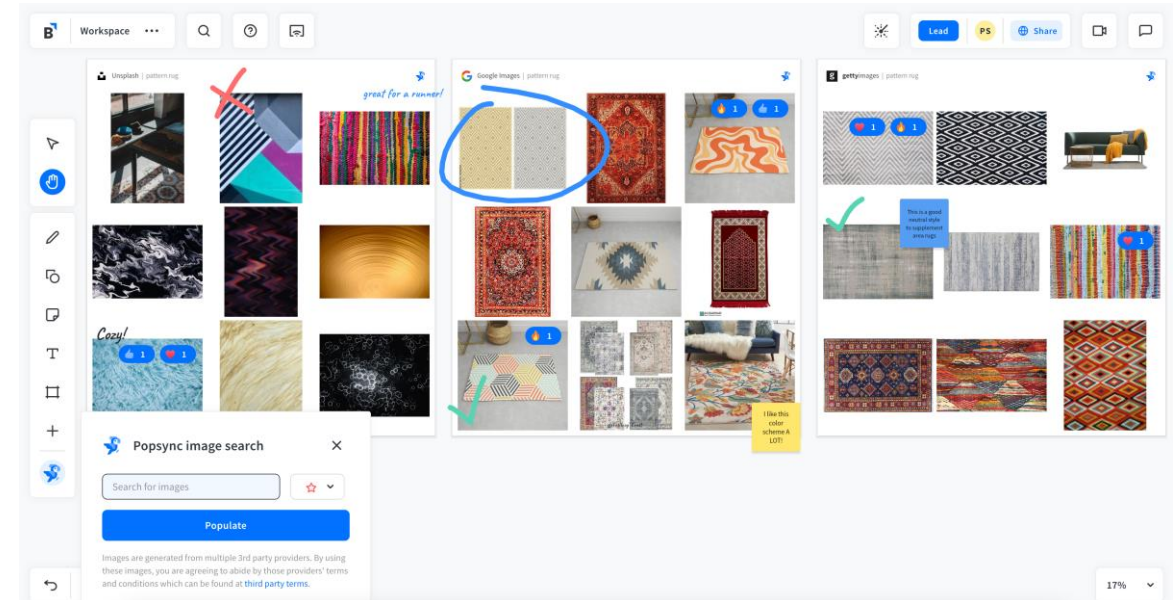 B
Workspace
Lead
PS
Share
Unsplash | pattern rug
great for a runner!
Google Images | pattern rug
gettyimages | pattern rug
1
1
1
1
This is a good
neutral style
to supplement
area rugs
1
Cozy!
1
1
1
I like this
color
scheme A
LOT!
T
Popsync image search
Search for images
Populate
Images are generated from multiple 3rd party providers. By using
these images, you are agreeing to abide by those providers' terms
and conditions which can be found at third party terms.
17%